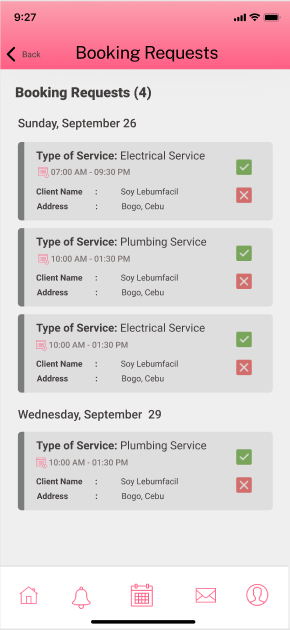 9:27
Back
Booking Requests
Booking Requests (4)
Sunday, September 26
Type of Service: Electrical Service
07:00 AM - 09:30 PM
Client Name : Soy Lebumfacil
Address : Bogo, Cebu
Type of Service: Plumbing Service
10:00 AM - 01:30 PM
Client Name : Soy Lebumfacil
Address : Bogo, Cebu
Type of Service: Electrical Service
10:00 AM - 01:30 PM
Client Name : Soy Lebumfacil
Address : Bogo, Cebu
Wednesday, September 29
Type of Service: Plumbing Service
10:00 AM - 01:30 PM
Client Name : Soy Lebumfacil
Address : Bogo, Cebu